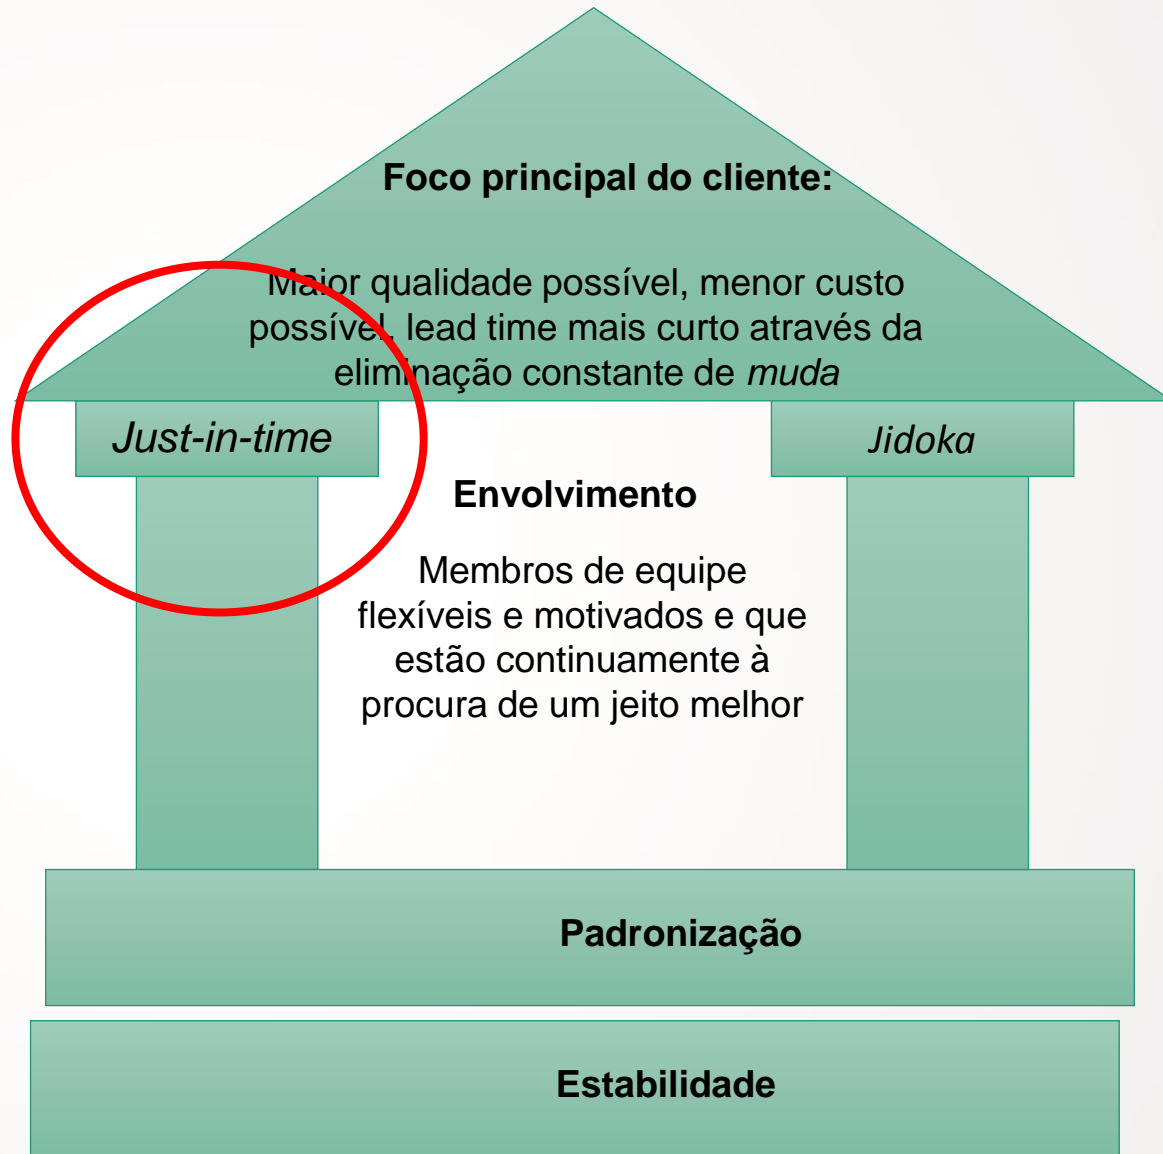 Foco principal do cliente:
Maior qualidade possível, menor custo
possível, lead time mais curto através da
eliminação constante de muda
Just-in-time
Jidoka
Envolvimento
Membros de equipe
flexíveis e motivados e que
estão continuamente à
procura de um jeito melhor
Padronização
Estabilidade